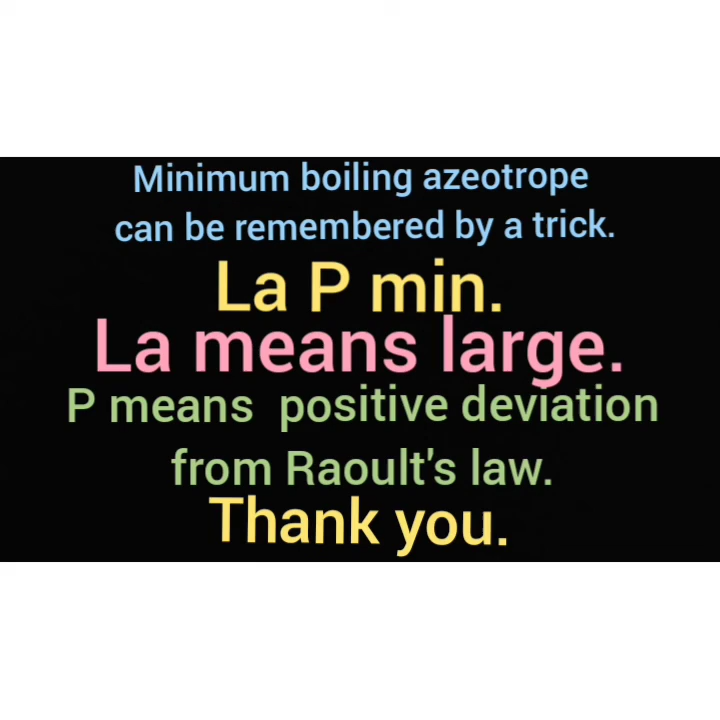 Minimum boiling azeotrope
can be remembered by a trick.
La P min.
La means large.
P means positive deviation
from Raoult's law.
Thank you.